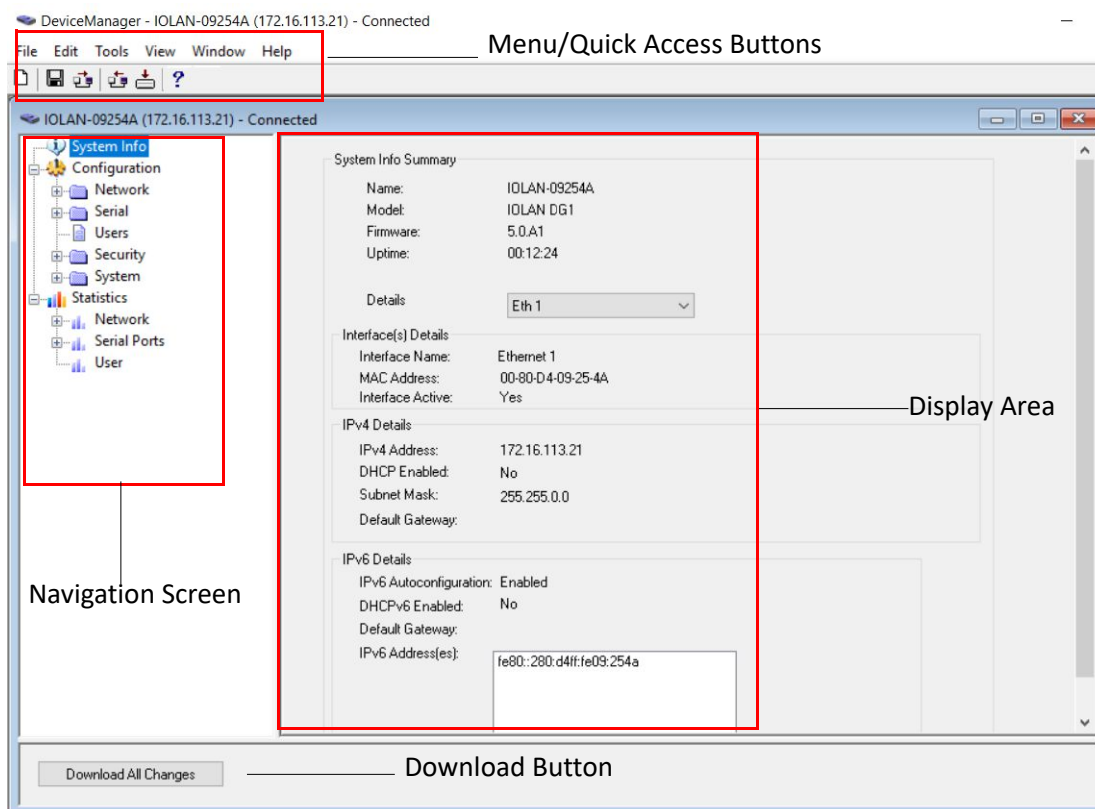 DeviceManager - IOLAN-09254A (172.16.113.21) - Connected
File Edit Tools View Window Help
Menu/Quick Access Buttons
?
IOLAN-09254A (172.16.113.21) - Connected
System Info
Configuration
Network
Serial
Users
Security
System
Statistics
Network
Serial Ports
User
Navigation Screen
System Info Summary
Name: IOLAN-09254A
Model: IOLAN DG1
Firmware: 5.0.A1
Uptime: 00:12:24
Details Eth 1
Interface(s) Details
Interface Name: Ethernet 1
MAC Address: 00-80-D4-09-25-4A
Interface Active: Yes
IPv4 Details
IPv4 Address: 172.16.113.21
DHCP Enabled: No
Subnet Mask: 255.255.0.0
Default Gateway:
IPv6 Details
IPv6 Autoconfiguration: Enabled
DHCPv6 Enabled: No
Default Gateway:
IPv6 Address(es): fe80::280:d4ff:fe09:254a
Display Area
Download All Changes
Download Button